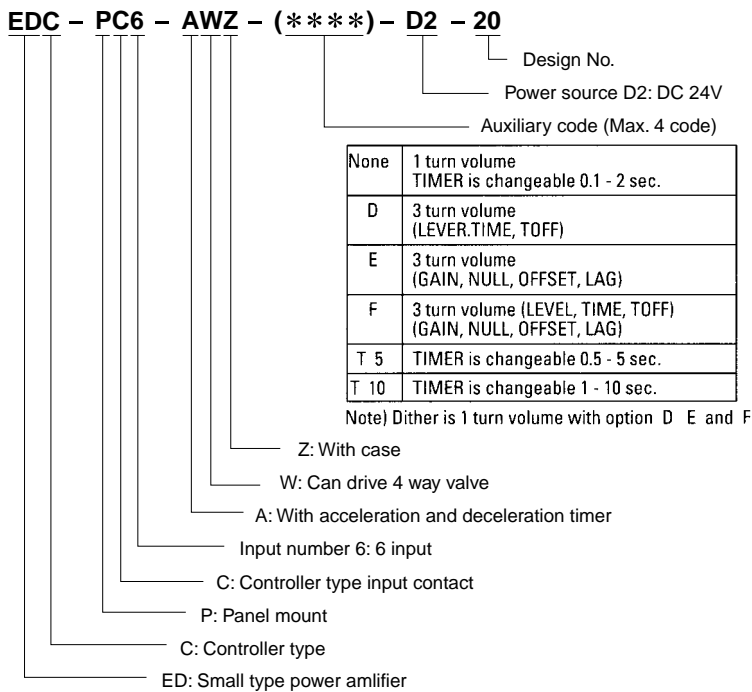 EDC – PC6 – AWZ – (＊＊＊＊) – D2 – 20
Design No.
Power source D2: DC 24V
Auxiliary code (Max. 4 code)
None 1 turn volume
TIMER is changeable 0.1 - 2 sec.
D 3 turn volume
(LEVER.TIME, TOFF)
E 3 turn volume
(GAIN, NULL, OFFSET, LAG)
F 3 turn volume (LEVEL, TIME, TOFF)
(GAIN, NULL, OFFSET, LAG)
T 5 TIMER is changeable 0.5 - 5 sec.
T 10 TIMER is changeable 1 - 10 sec.
Note) Dither is 1 turn volume with option D E and F
Z: With case
W: Can drive 4 way valve
A: With acceleration and deceleration timer
Input number 6: 6 input
C: Controller type input contact
P: Panel mount
C: Controller type
ED: Small type power amlifier